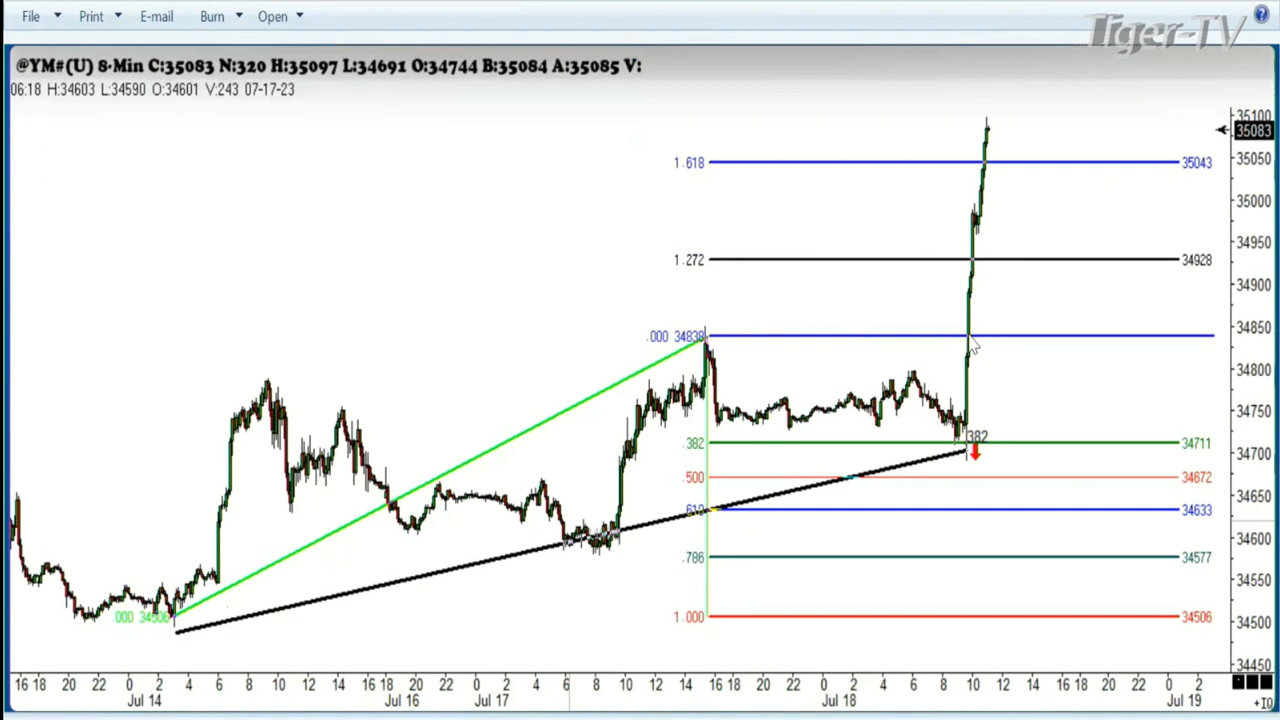 File Print E-mail Burn Open
Tiger-TV
@YM#(U) 8-Min C:35083 N:320 H:35097 L:34691 O:34744 B:35084 A:35085 V:
06:18 H:34603 L:34590 O:34601 V:243 07-17-23
35100
35083
1.618 35043 35050
35000
34950
1.272 34928
34900
34850
.000 34838
34800
34750
382
.382 34711
34700
.500 34672
34650
34633
34600
.786 34577
34550
.000 34506 1.000 34506
34500
34450
16 18 20 22 0 2 4 6 8 10 12 14 16 18 20 22 0 2 4 6 8 10 12 14 16 18 20 22 0 2 4 6 8 10 12 14 16 18 20 22 0 2
Jul 14 Jul 16 Jul 17 Jul 18 Jul 19